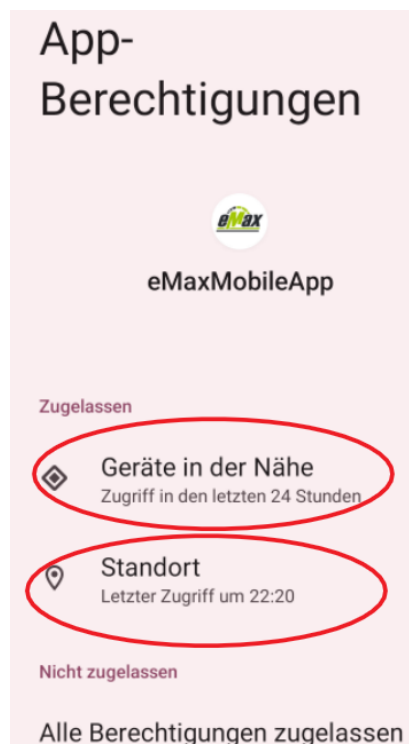 App-
Berechtigungen
eMax
eMaxMobileApp
Zugelassen
Geräte in der Nähe
Zugriff in den letzten 24 Stunden
Standort
Letzter Zugriff um 22:20
Nicht zugelassen
Alle Berechtigungen zugelassen